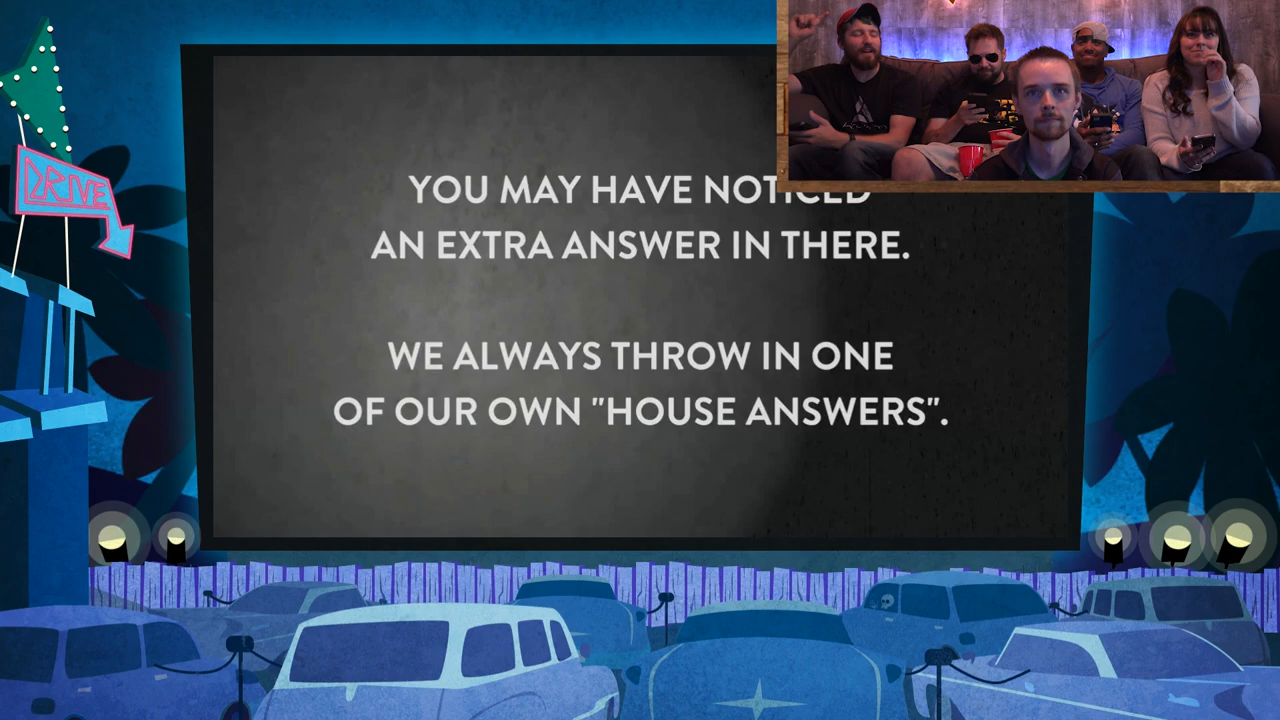 DRIVE
YOU MAY HAVE NOTICED
AN EXTRA ANSWER IN THERE.
WE ALWAYS THROW IN ONE
OF OUR OWN "HOUSE ANSWERS".